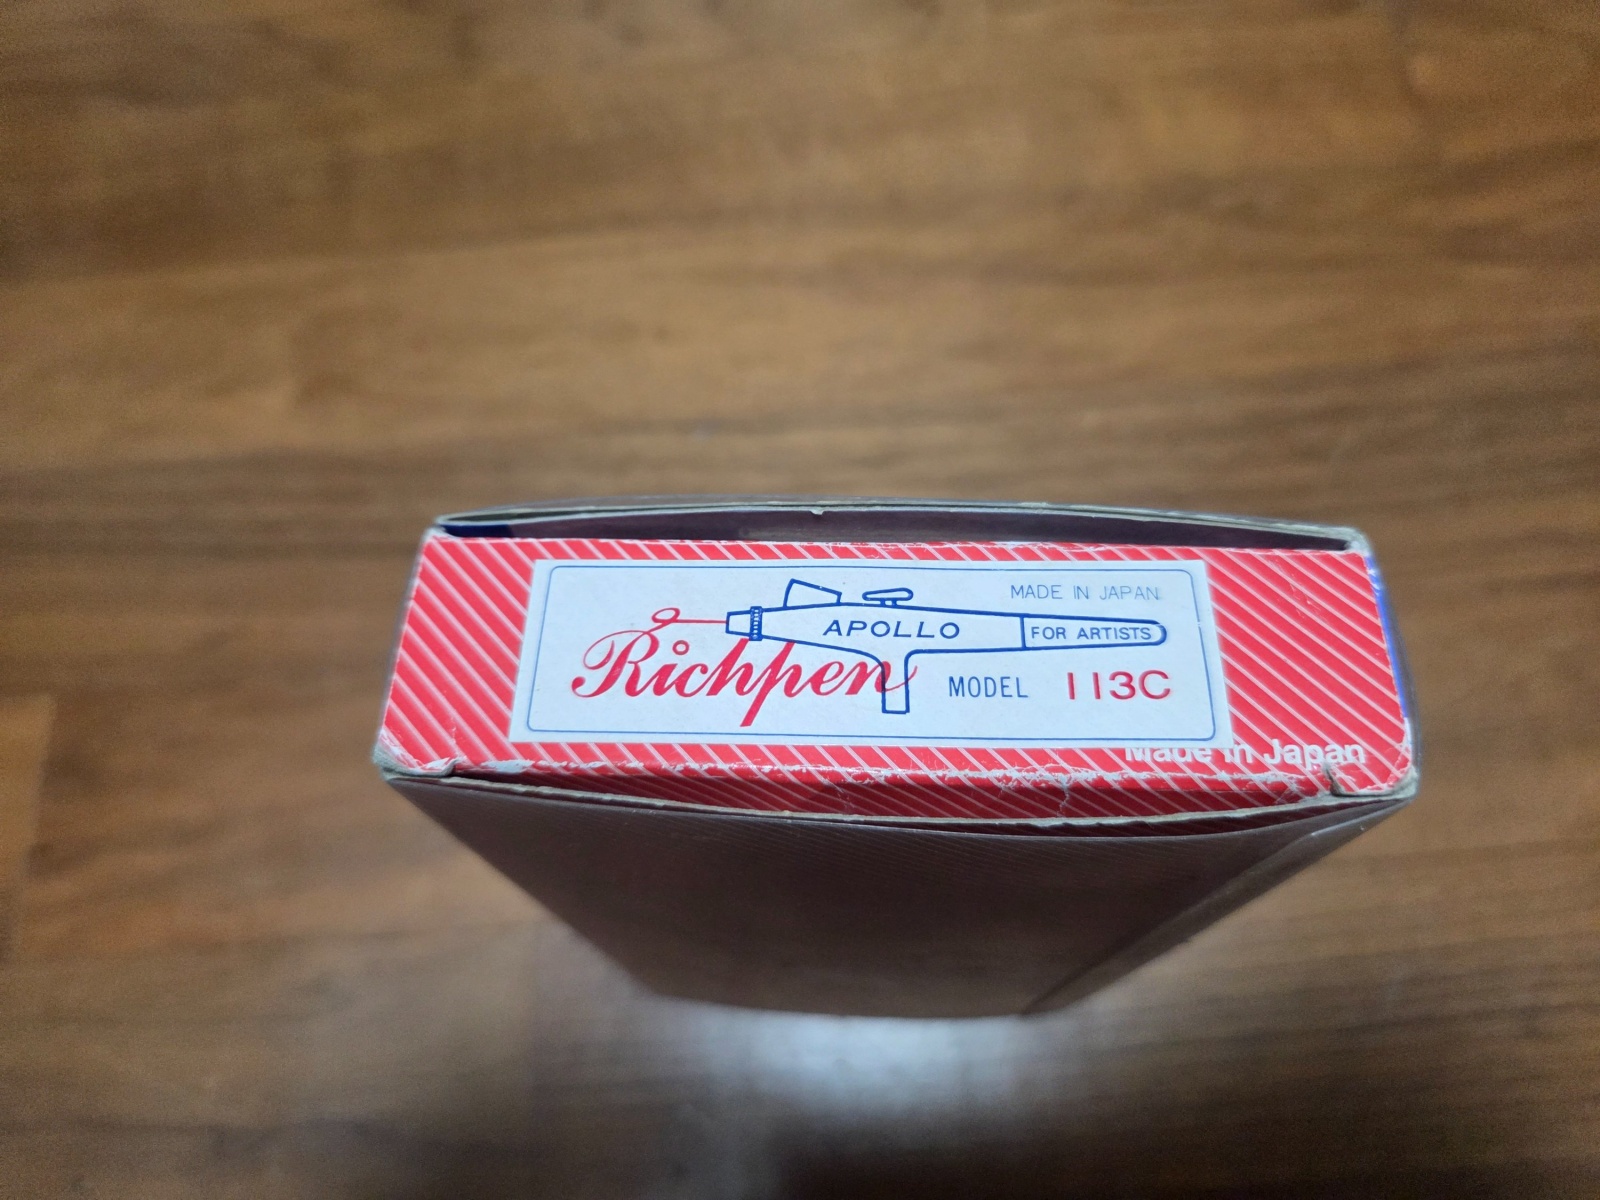 MADE IN JAPAN
APOLLO FOR ARTISTS
Richpen MODEL 113C
Made in Japan